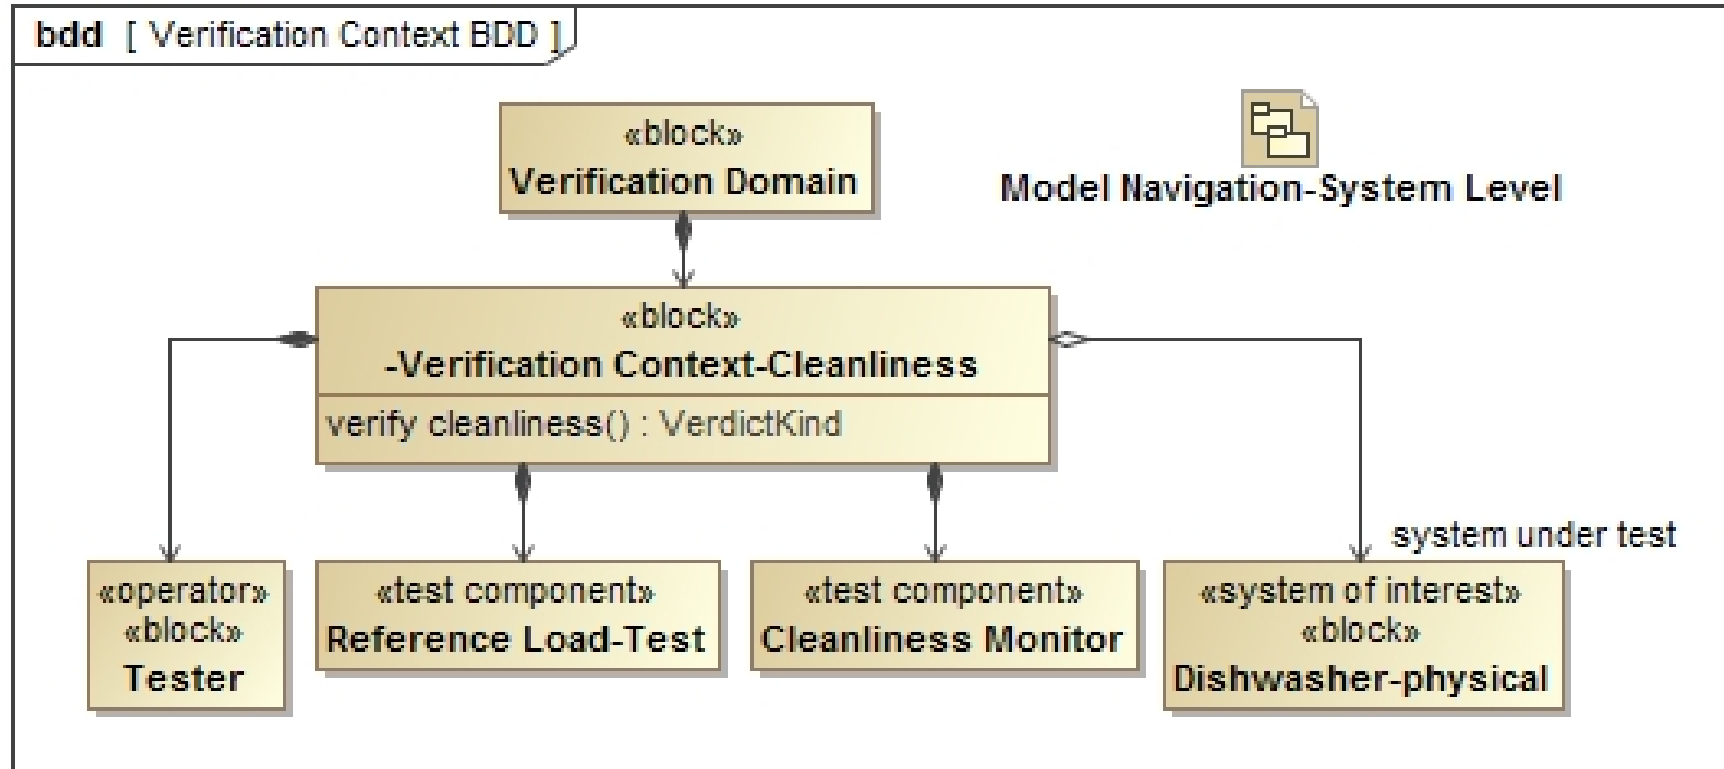 bdd [ Verification Context BDD ]
«block»
Verification Domain
Model Navigation-System Level
«block»
-Verification Context-Cleanliness
verify cleanliness() : VerdictKind
system under test
«operator»
«block»
Tester
«test component»
Reference Load-Test
«test component»
Cleanliness Monitor
«system of interest»
«block»
Dishwasher-physical